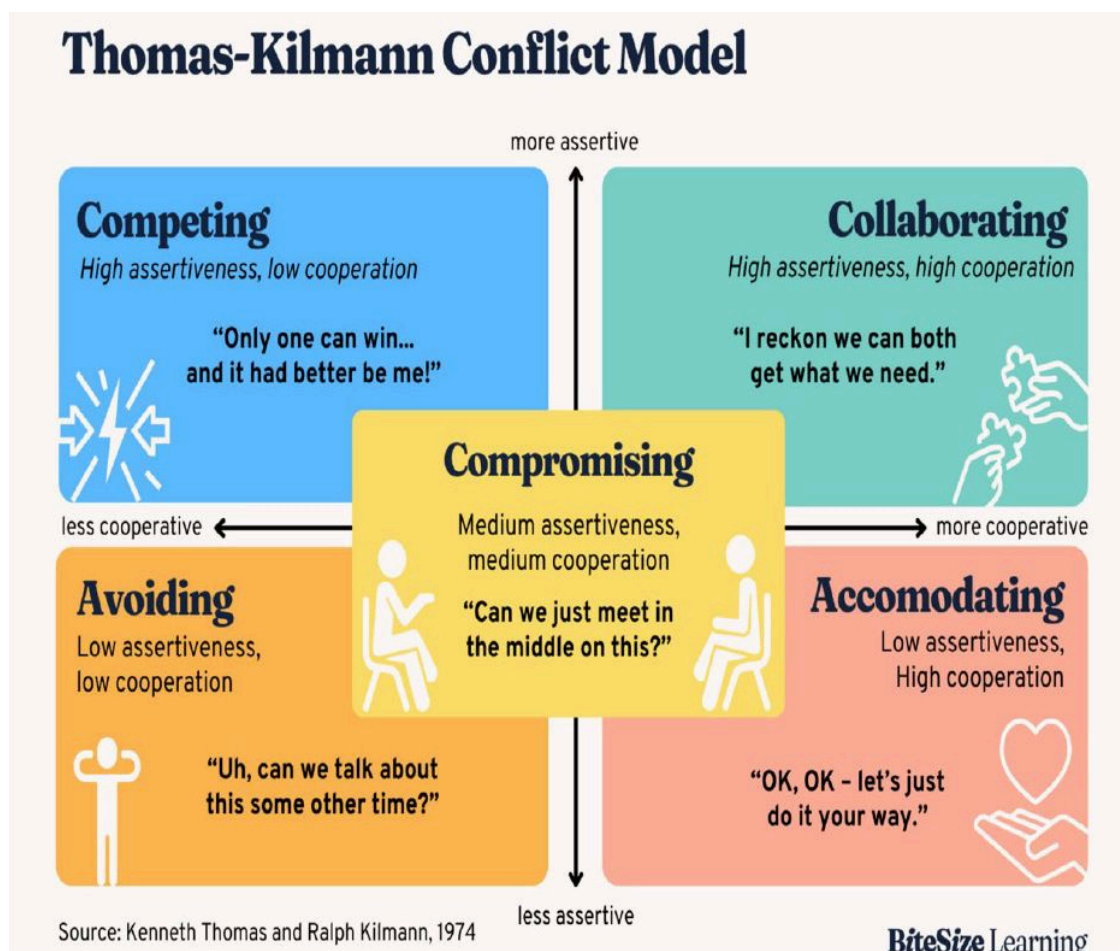 Thomas-Kilmann Conflict Model
more assertive
Competing
High assertiveness, low cooperation
“Only one can win...
and it had better be me!”
Collaborating
High assertiveness, high cooperation
“I reckon we can both
get what we need.”
Compromising
Medium assertiveness,
medium cooperation
“Can we just meet in
the middle on this?”
less cooperative
more cooperative
Avoiding
Low assertiveness,
low cooperation
“Uh, can we talk about
this some other time?”
Accomodating
Low assertiveness,
High cooperation
“OK, OK – let’s just
do it your way.”
less assertive
Source: Kenneth Thomas and Ralph Kilmann, 1974
BiteSize Learning